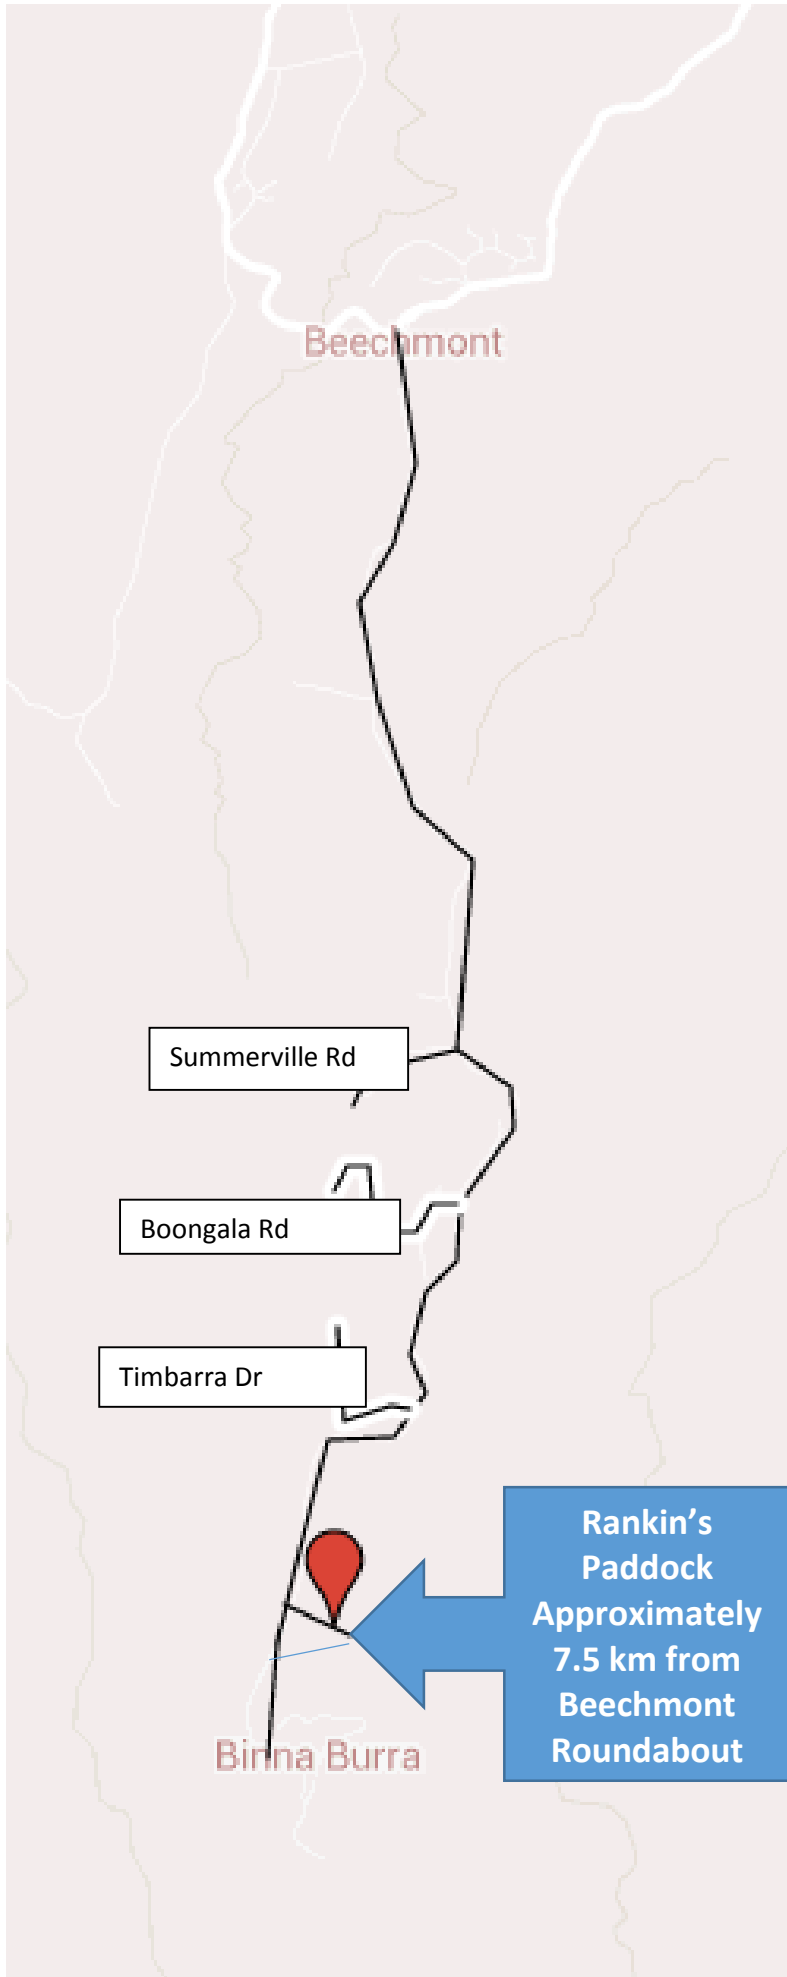 Beechmont
Summerville Rd
Boongala Rd
Timbarra Dr
Rankin’s
Paddock
Approximately
7.5 km from
Beechmont
Roundabout
Binna Burra